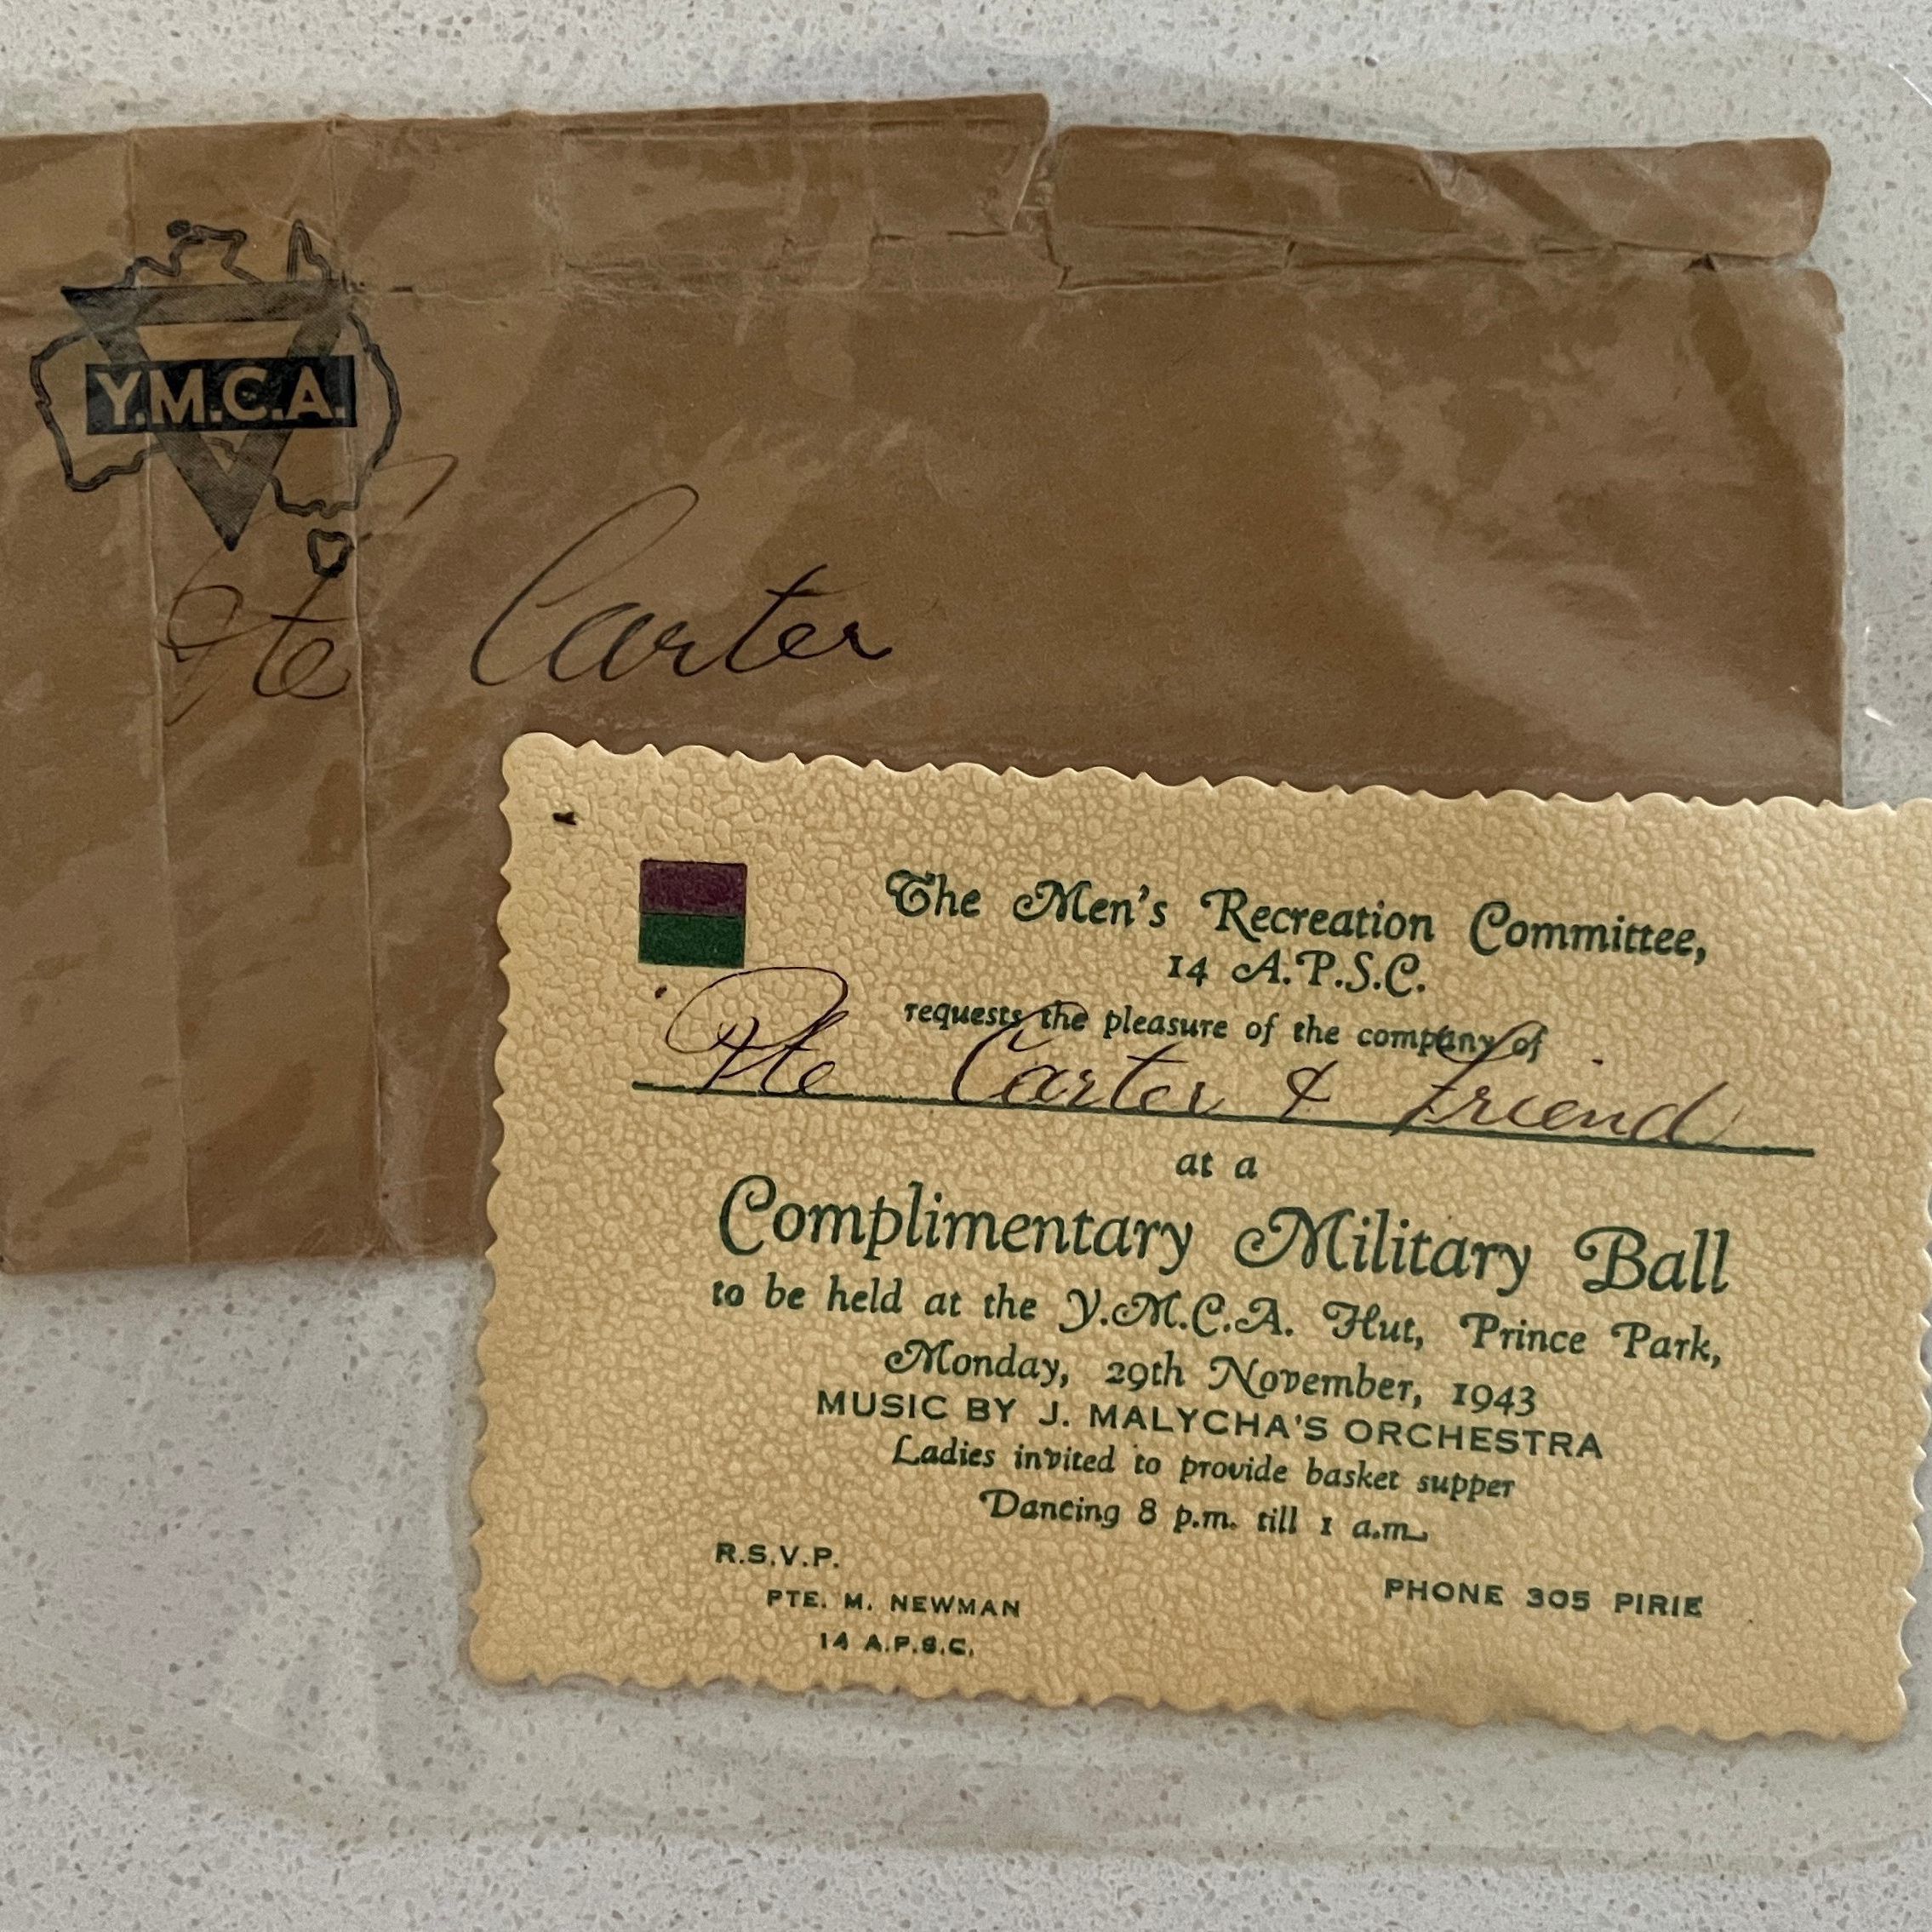 Y.M.C.A.
Pte Carter
The Men's Recreation Committee,
14 A.P.S.C.
requests the pleasure of the company of
Pte Carter & Friend
at a
Complimentary Military Ball
to be held at the Y.M.C.A. Hut, Prince Park,
Monday, 29th November, 1943
MUSIC BY J. MALYCHA'S ORCHESTRA
Ladies invited to provide basket supper
Dancing 8 p.m. till 1 a.m.
R.S.V.P.
PTE. M. NEWMAN
14 A.P.S.C.
PHONE 305 PIRIE